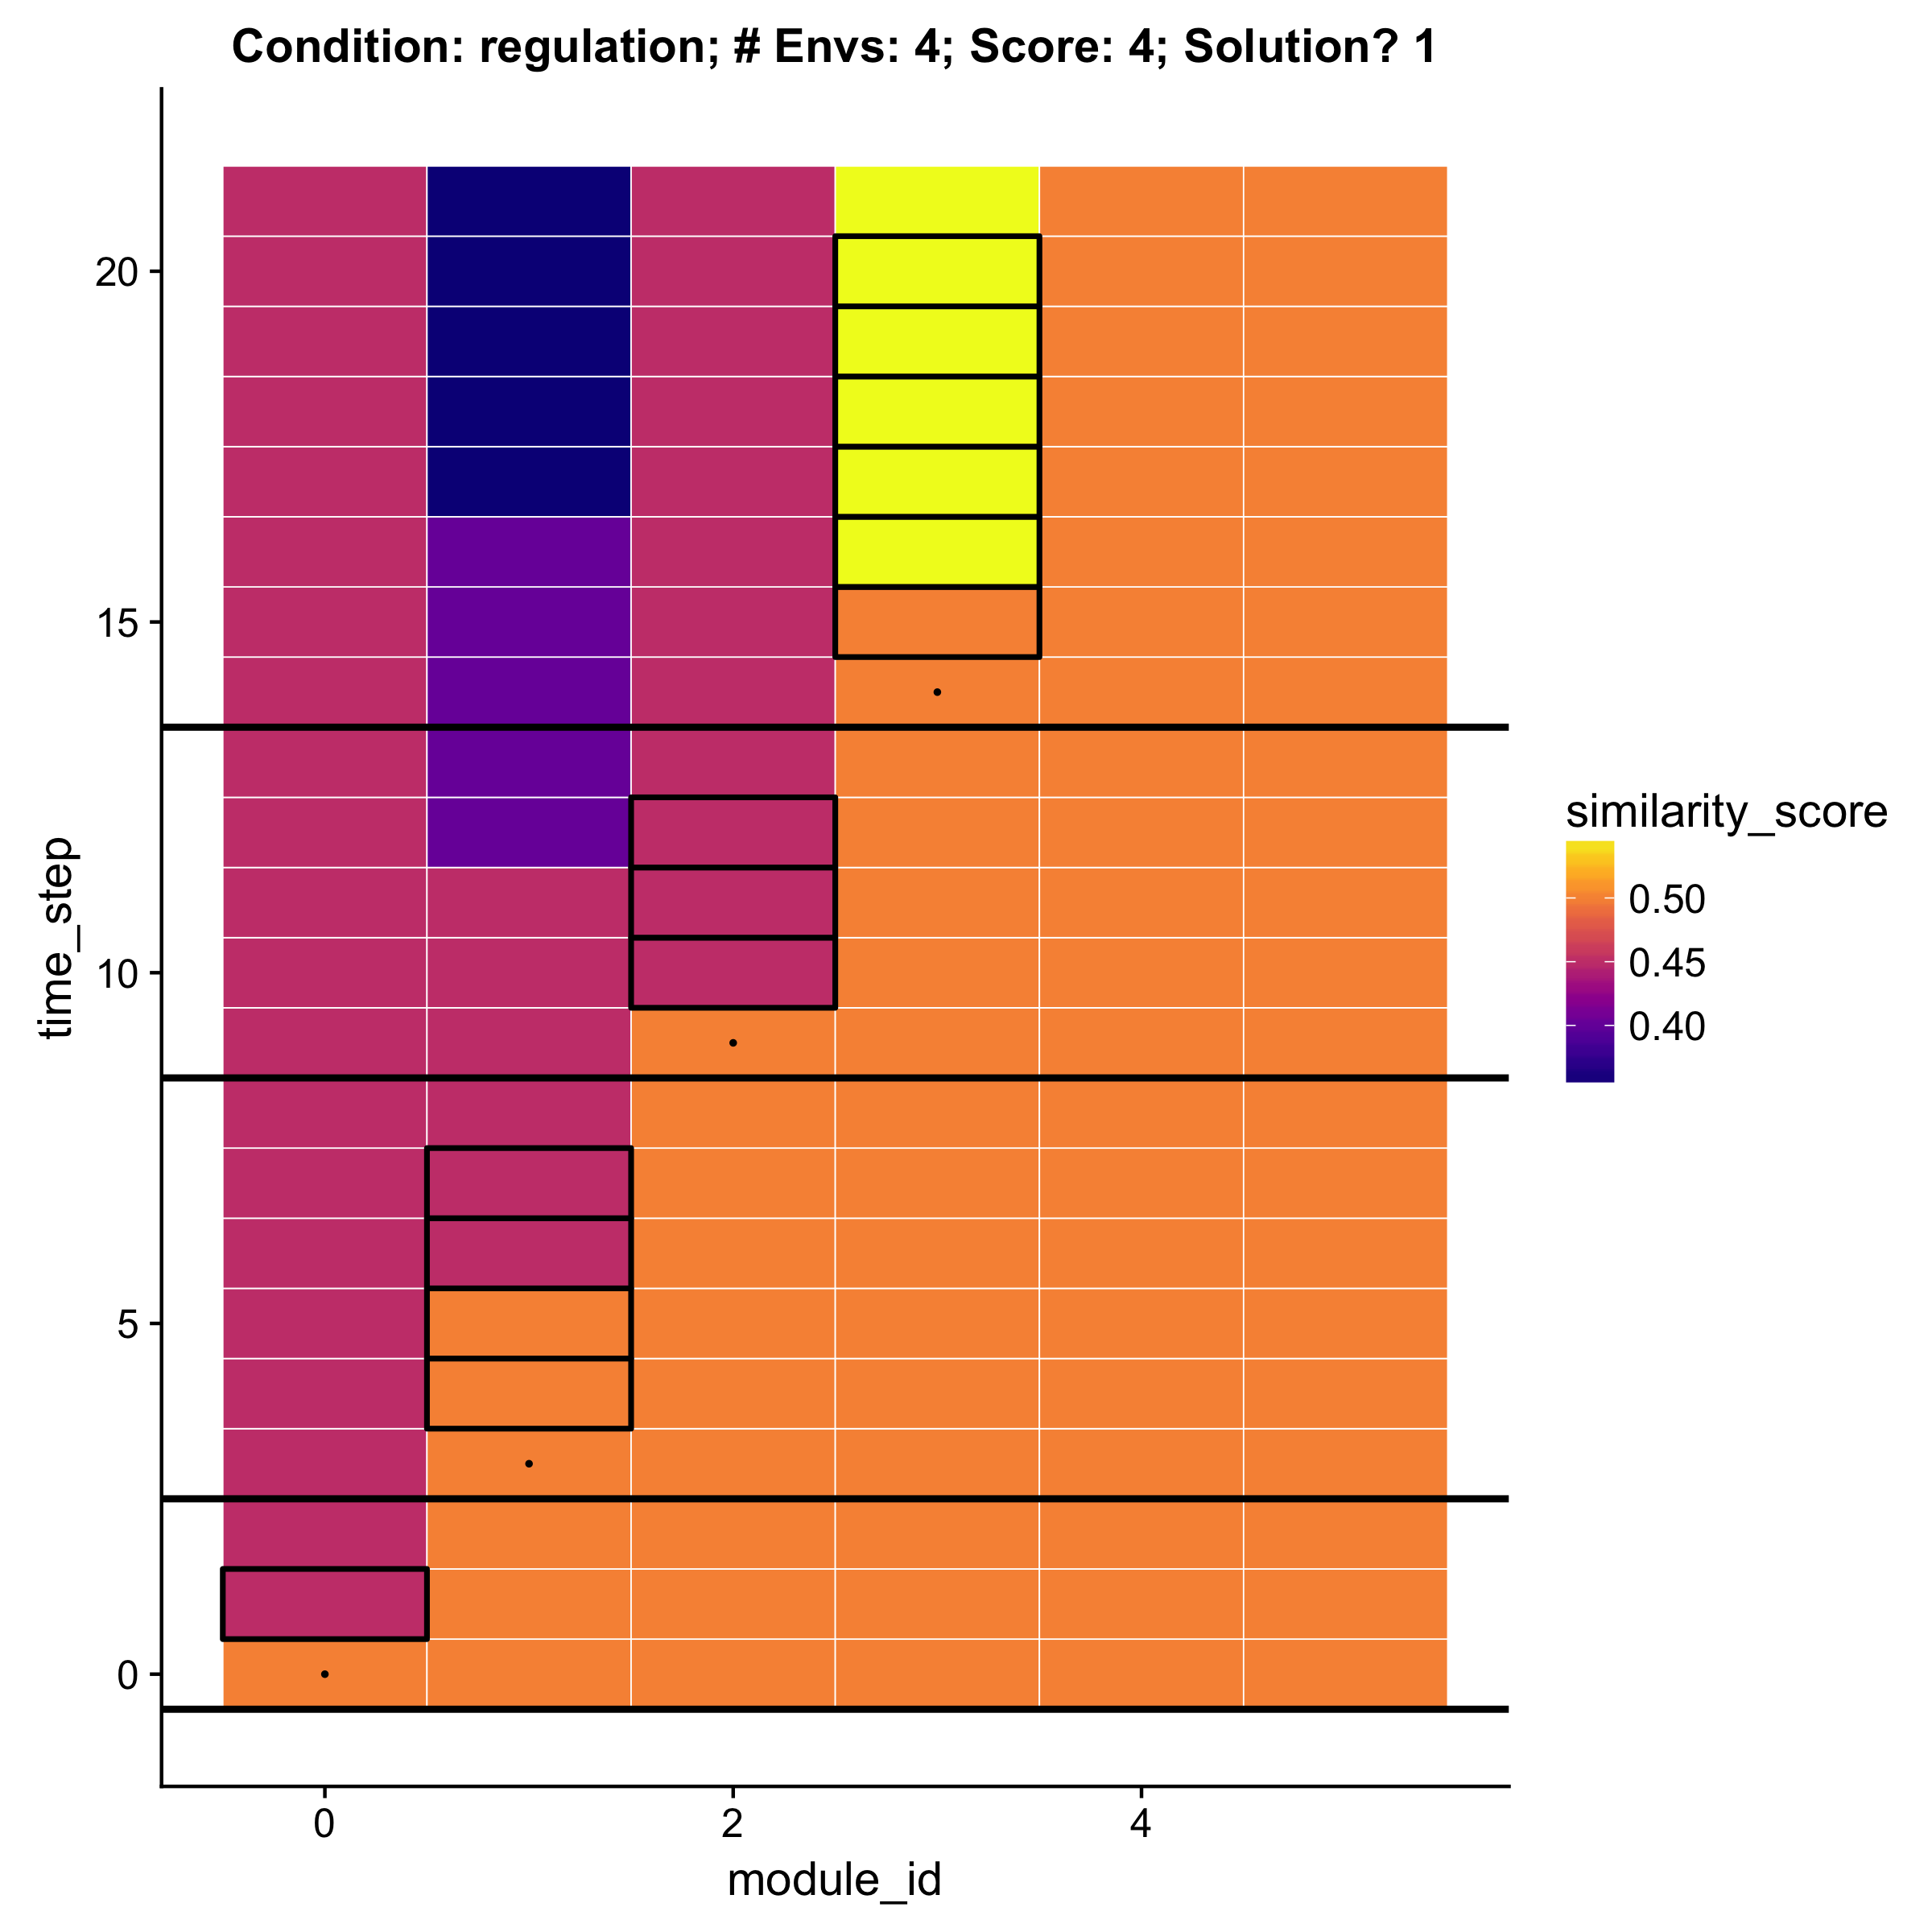 Condition: regulation; # Envs: 4; Score: 4; Solution? 1
20
15
10
5
0
time_step
0 2 4
module_id
similarity_score
0.50
0.45
0.40